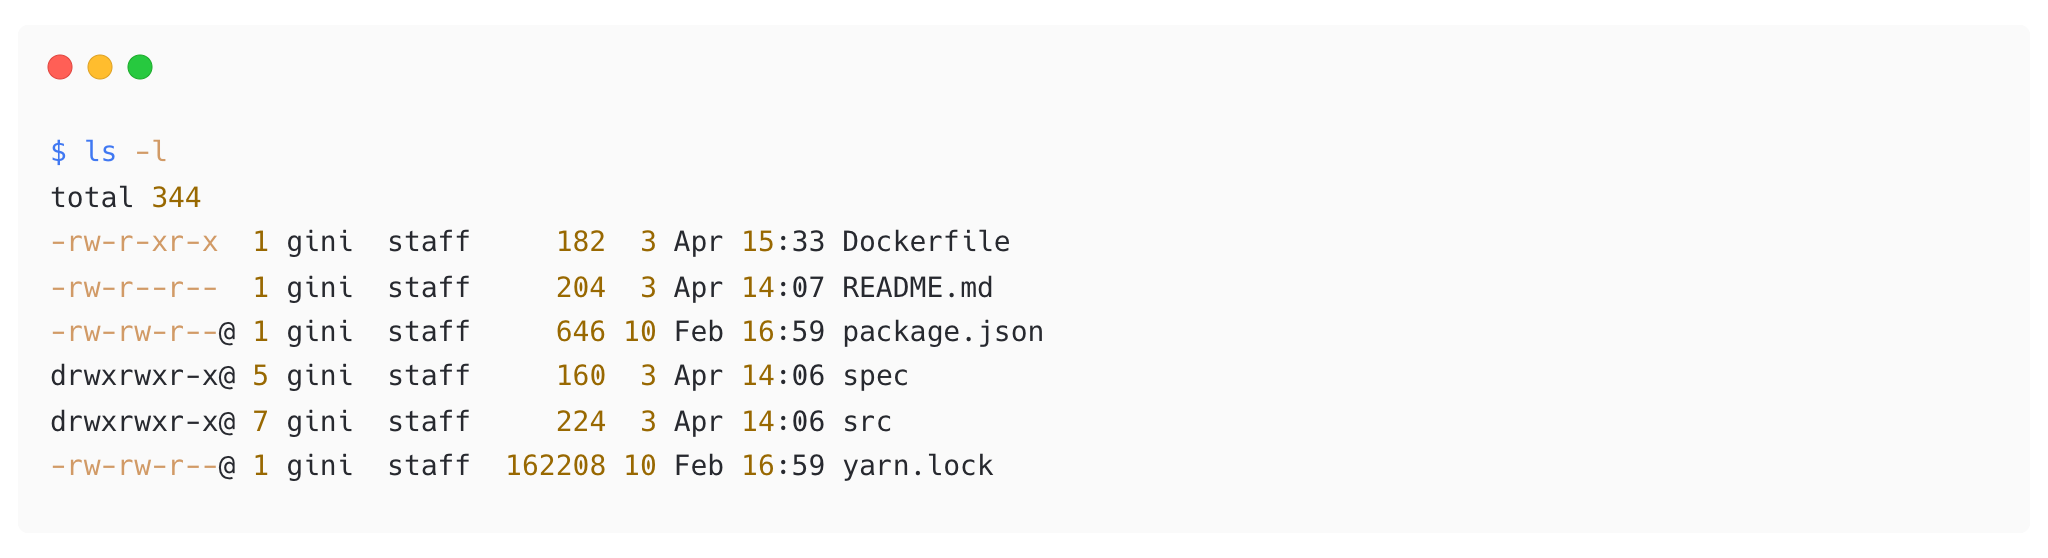 $ ls -l
total 344
-rw-r-xr-x  1 gini  staff     182  3 Apr 15:33 Dockerfile
-rw-r--r--  1 gini  staff     204  3 Apr 14:07 README.md
-rw-rw-r--@ 1 gini  staff     646 10 Feb 16:59 package.json
drwxrwxr-x@ 5 gini  staff     160  3 Apr 14:06 spec
drwxrwxr-x@ 7 gini  staff     224  3 Apr 14:06 src
-rw-rw-r--@ 1 gini  staff  162208 10 Feb 16:59 yarn.lock